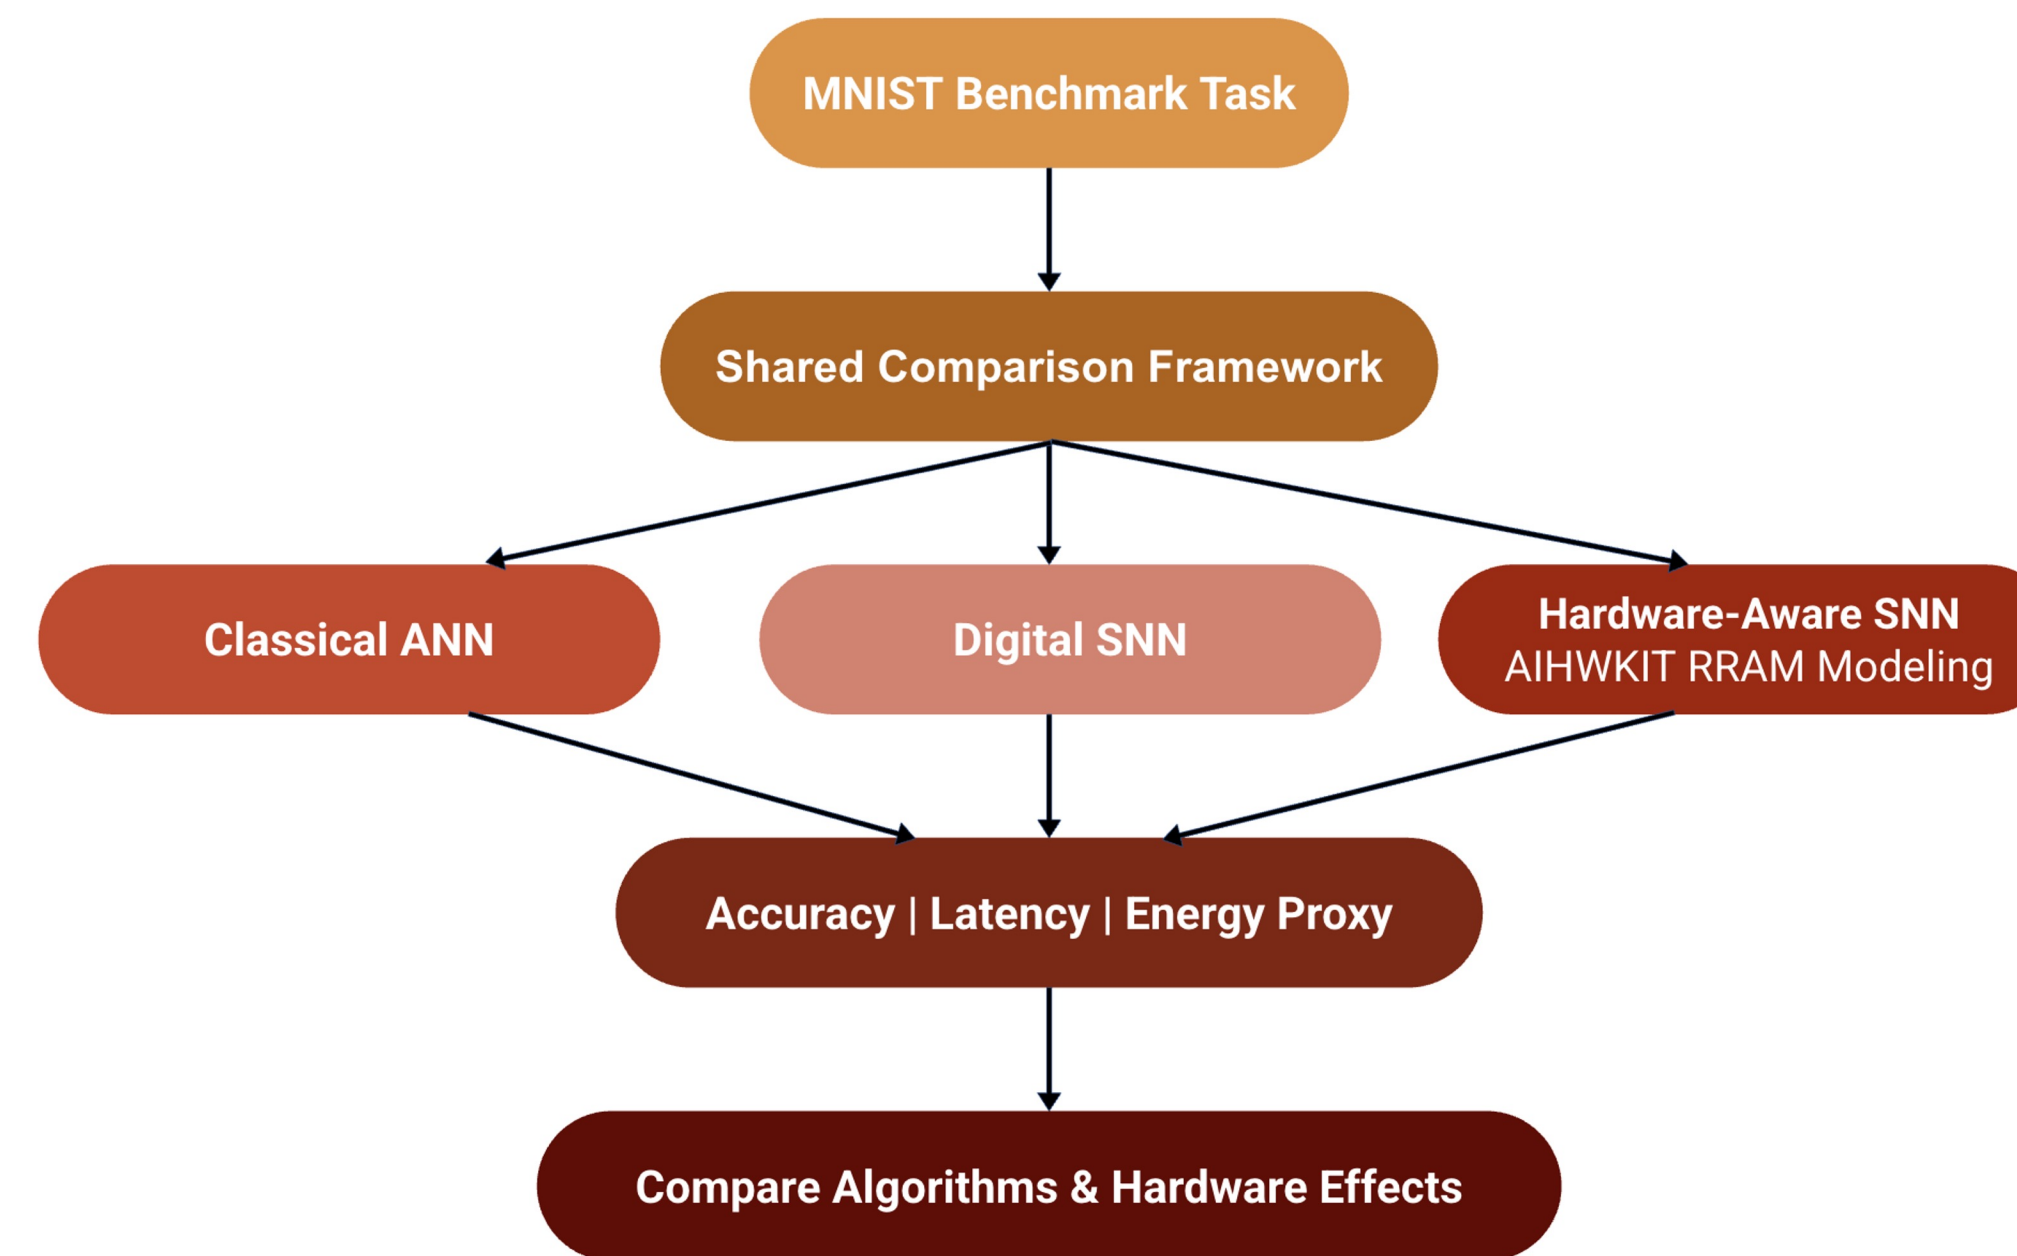 MNIST Benchmark Task
Shared Comparison Framework
Classical ANN
Digital SNN
Hardware-Aware SNN
AIHWKIT RRAM Modeling
Accuracy | Latency | Energy Proxy
Compare Algorithms & Hardware Effects